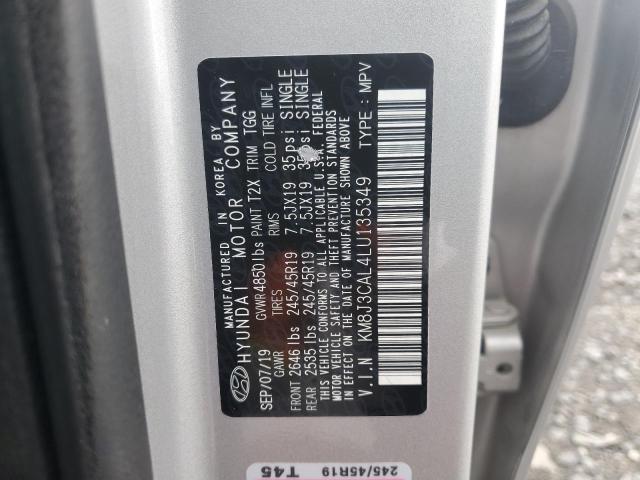 MANUFACTURED IN KOREA BY
HYUNDAI MOTOR COMPANY
SEP/07/19 GVWR 4850lbs PAINT T2X TRIM TGG
GAWR TIRES RIMS COLD TIRE INFL
FRONT 2646lbs 245/45R19 7.5JX19 35psi SINGLE
REAR 2535lbs 245/45R19 7.5JX19 35psi SINGLE
THIS VEHICLE CONFORMS TO ALL U.S.A. FEDERAL
MOTOR VEHICLE SAFETY AND THEFT PREVENTION STANDARDS
IN EFFECT ON THE DATE OF MANUFACTURE SHOWN ABOVE
V.I.N KM8J3CAL4LU135349 TYPE: MPV
245/45R19 T45